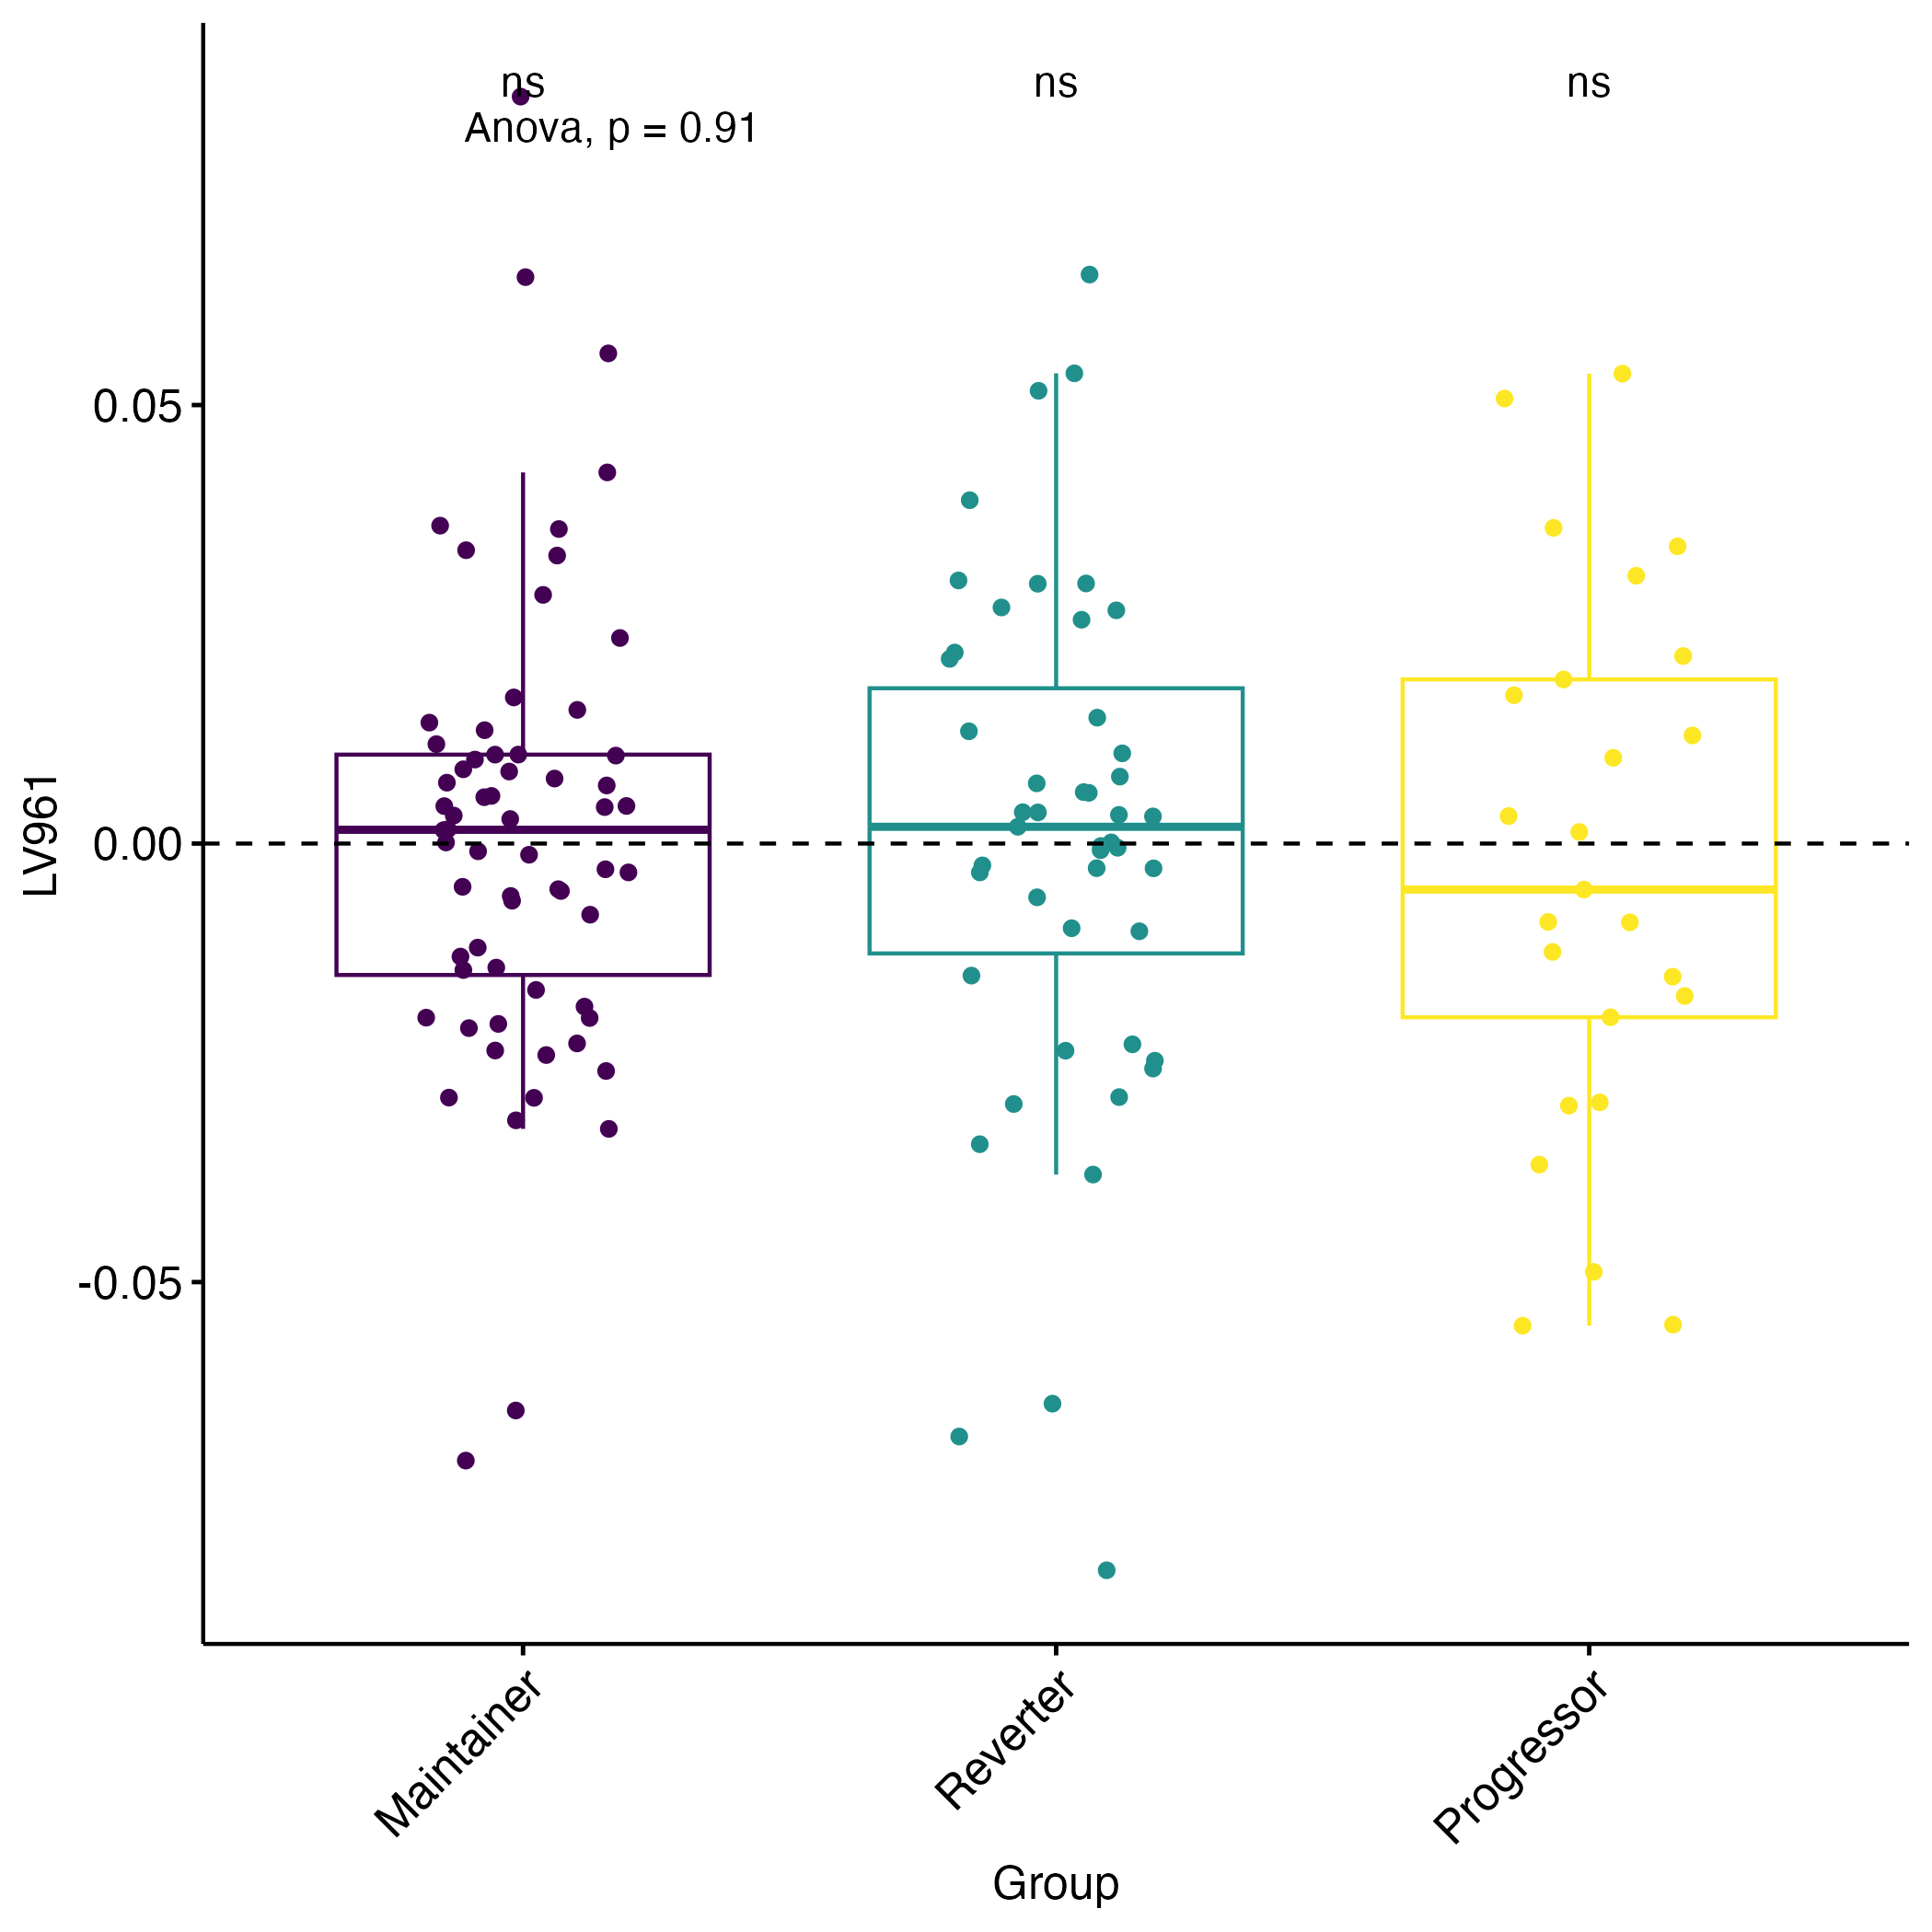 ns ns ns
Anova, p = 0.91
0.05
0.00
-0.05
LV961
Maintainer
Reverter
Progressor
Group